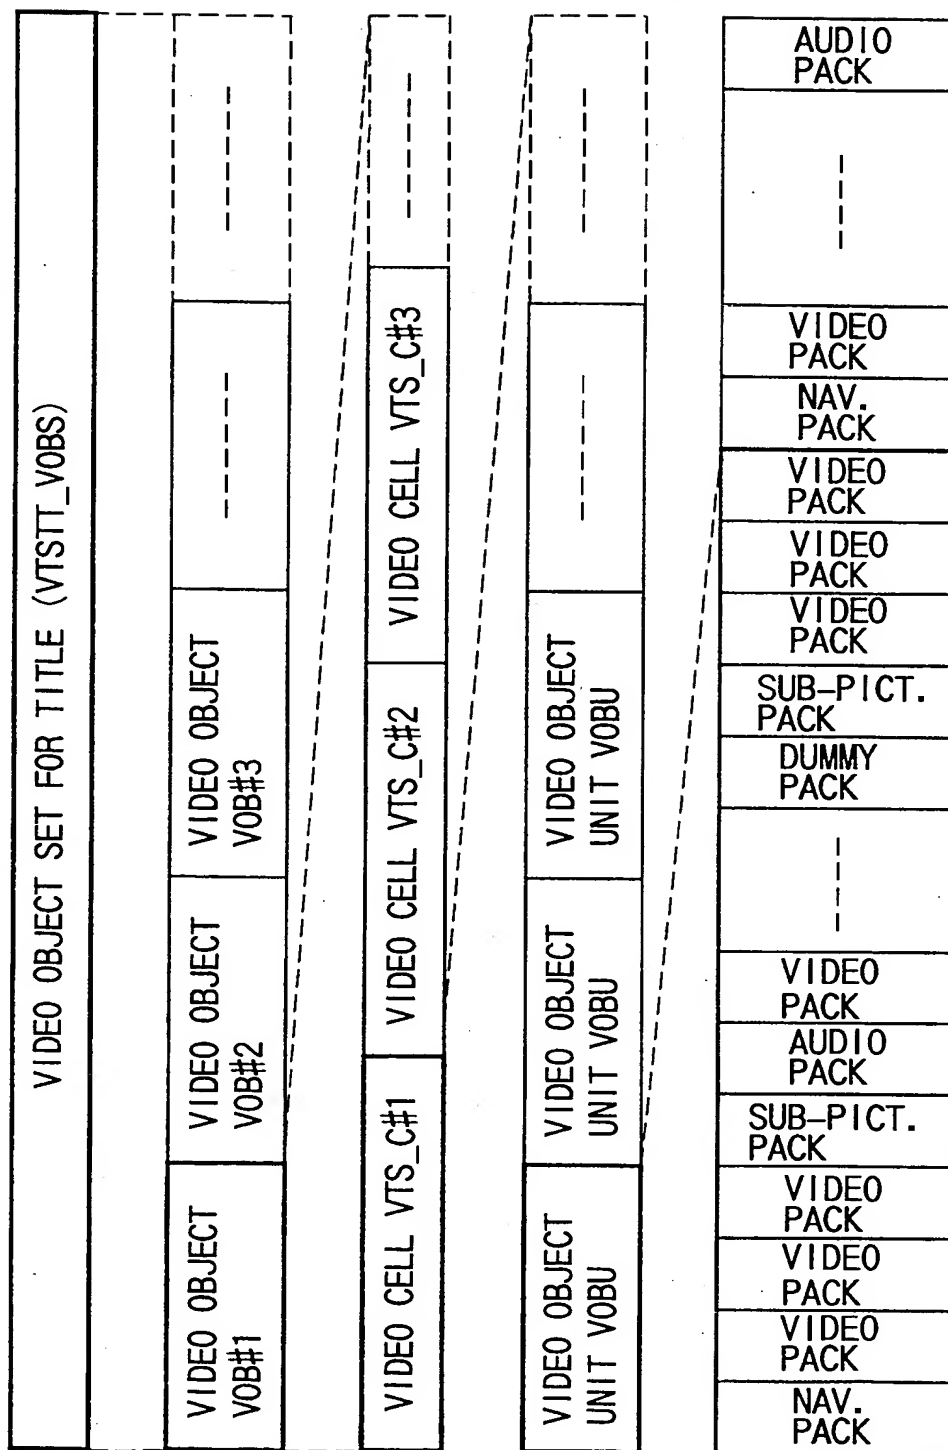 VIDEO OBJECT SET FOR TITLE (VTSTT_VOBS)
VIDEO OBJECT
VOB#1
VIDEO OBJECT
VOB#2
VIDEO OBJECT
VOB#3
VIDEO CELL VTS_C#1
VIDEO CELL VTS_C#2
VIDEO CELL VTS_C#3
VIDEO OBJECT
UNIT VOBU
VIDEO OBJECT
UNIT VOBU
VIDEO OBJECT
UNIT VOBU
AUDIO
PACK
VIDEO
PACK
NAV.
PACK
VIDEO
PACK
VIDEO
PACK
VIDEO
PACK
SUB-PICT.
PACK
DUMMY
PACK
VIDEO
PACK
AUDIO
PACK
SUB-PICT.
PACK
VIDEO
PACK
VIDEO
PACK
VIDEO
PACK
NAV.
PACK